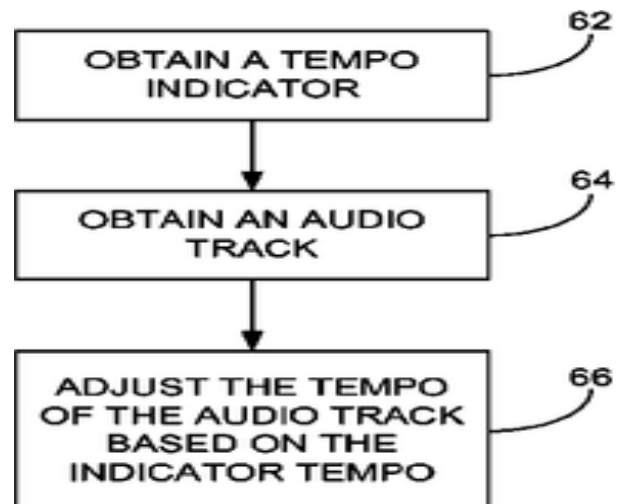 62
OBTAIN A TEMPO
INDICATOR
64
OBTAIN AN AUDIO
TRACK
66
ADJUST THE TEMPO
OF THE AUDIO TRACK
BASED ON THE
INDICATOR TEMPO